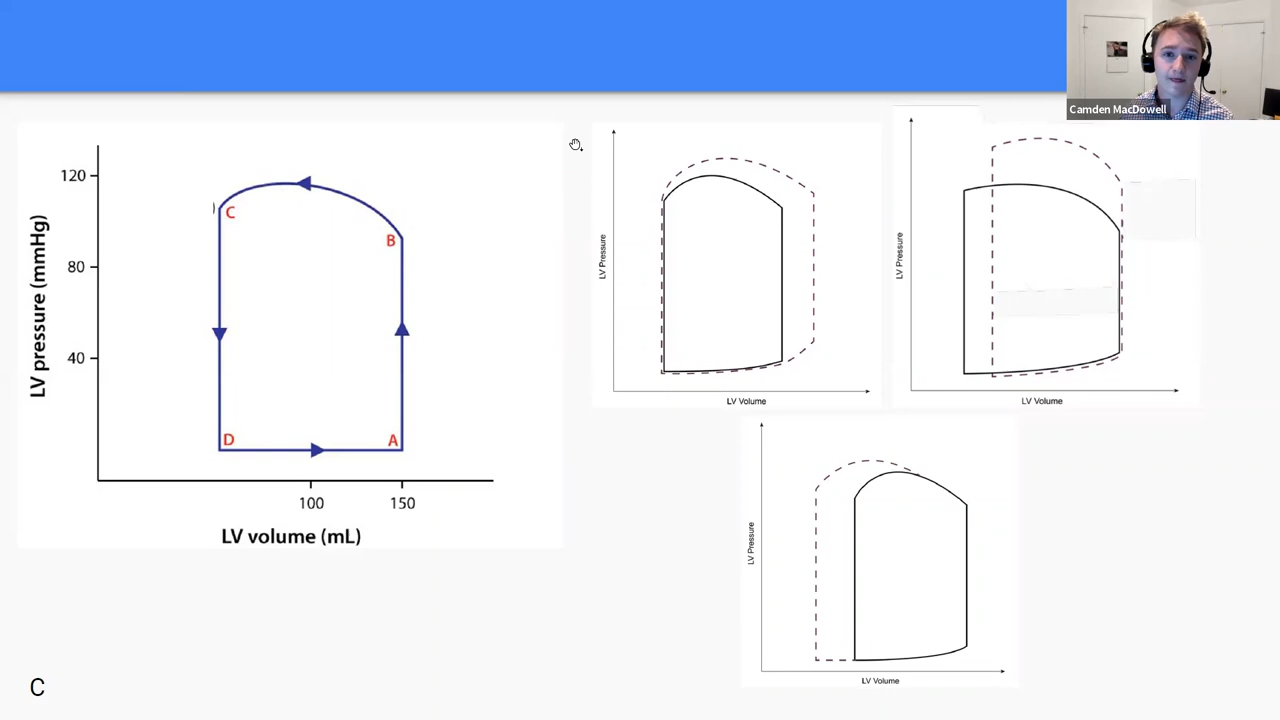 Camden MacDowell
120
80
40
LV pressure (mmHg)
C
B
D
A
100
150
LV volume (mL)
LV Pressure
LV Volume
LV Pressure
LV Volume
LV Pressure
LV Volume
C